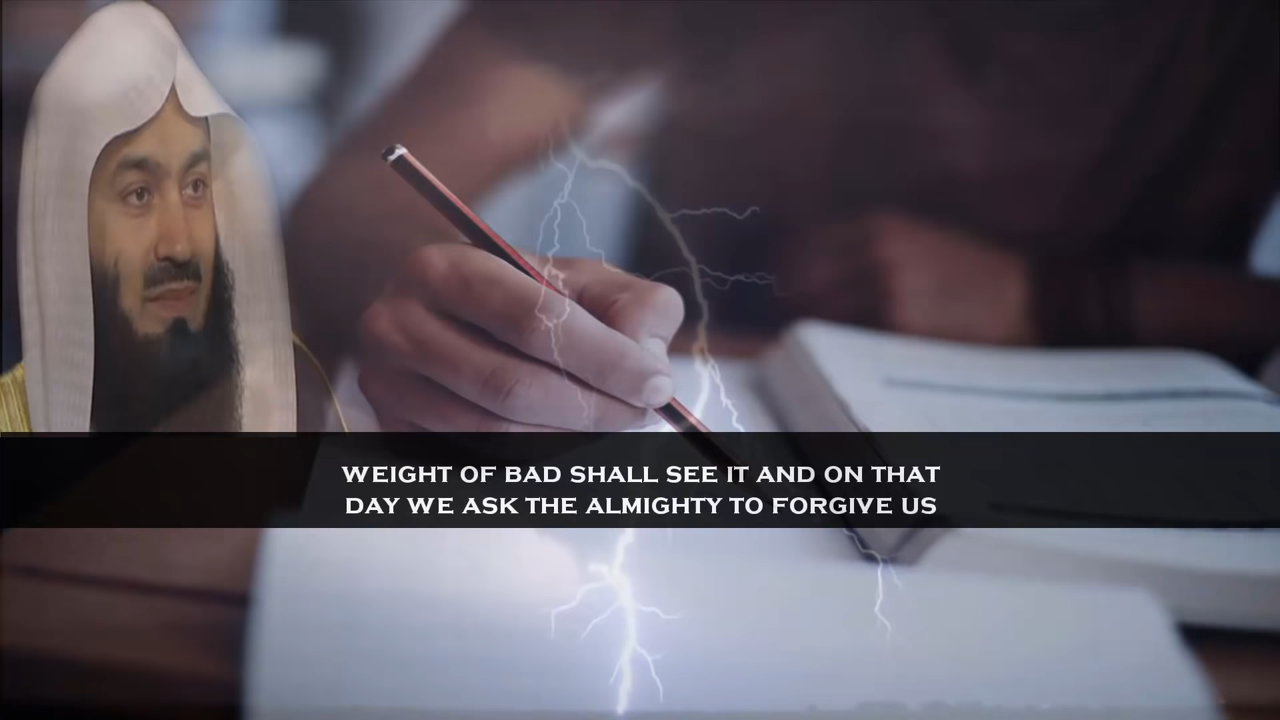 WEIGHT OF BAD SHALL SEE IT AND ON THAT
DAY WE ASK THE ALMIGHTY TO FORGIVE US